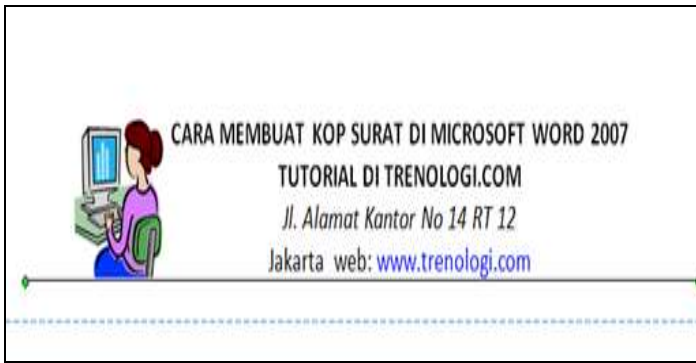 CARA MEMBUAT KOP SURAT DI MICROSOFT WORD 2007
TUTORIAL DI TRENOLOGI.COM
Jl. Alamat Kantor No 14 RT 12
Jakarta web: www.trenologi.com